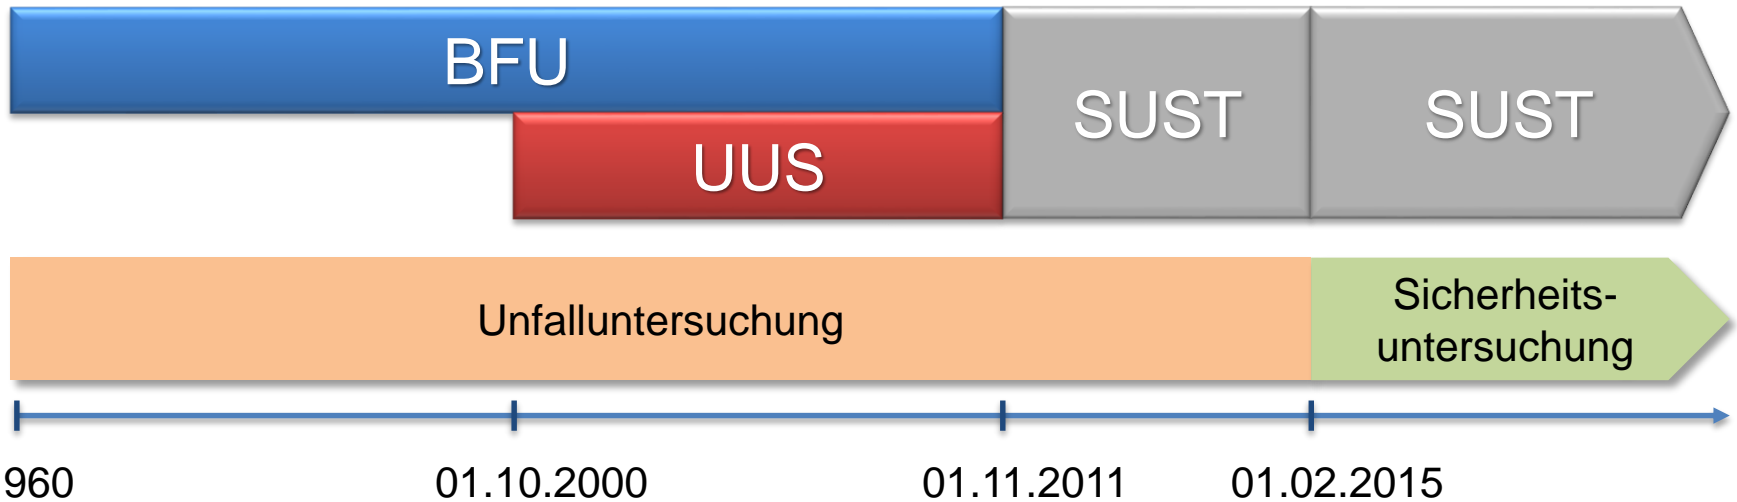 BFU
SUST
SUST
UUS
Unfalluntersuchung
Sicherheits-
untersuchung
960
01.10.2000
01.11.2011
01.02.2015